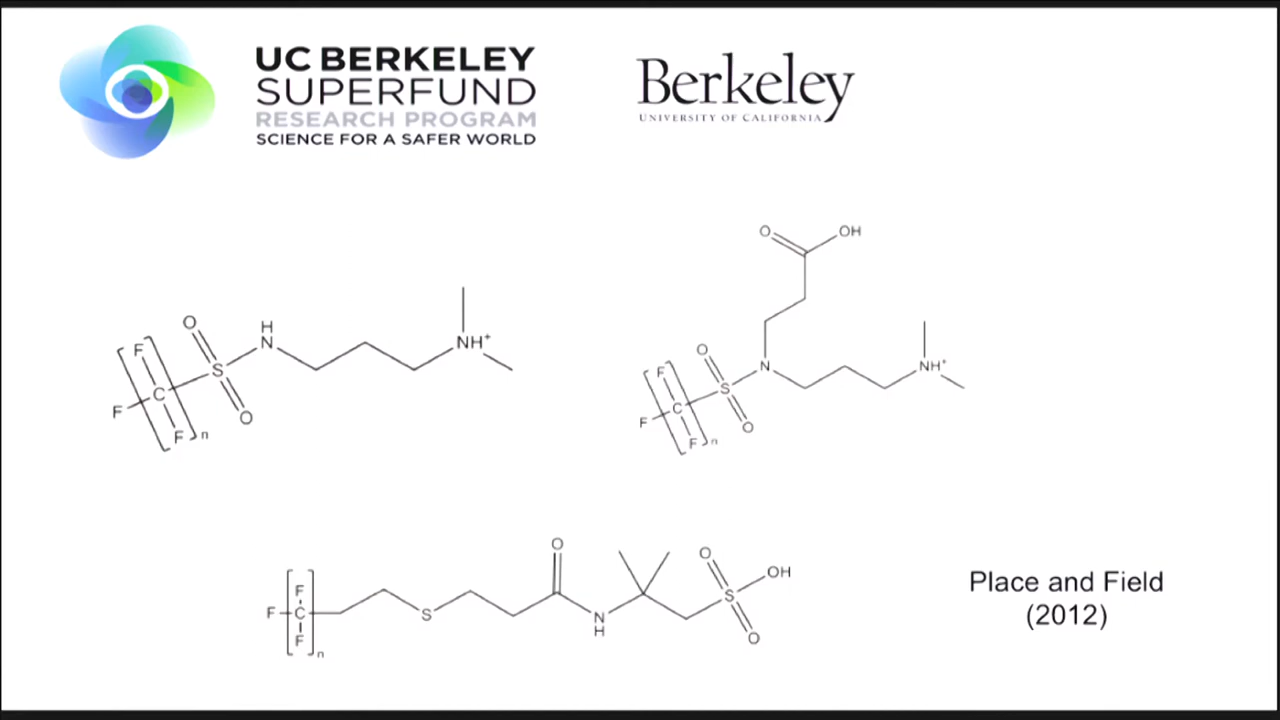 UC BERKELEY
SUPERFUND
RESEARCH PROGRAM
SCIENCE FOR A SAFER WORLD
Berkeley
UNIVERSITY OF CALIFORNIA
O
OH
O
H
N
NH⁺
F
S
C
F
O
F
n
O
N
NH⁺
F
S
C
F
O
F
n
O
O
OH
F
F
C
F
n
S
N
H
S
O
Place and Field
(2012)